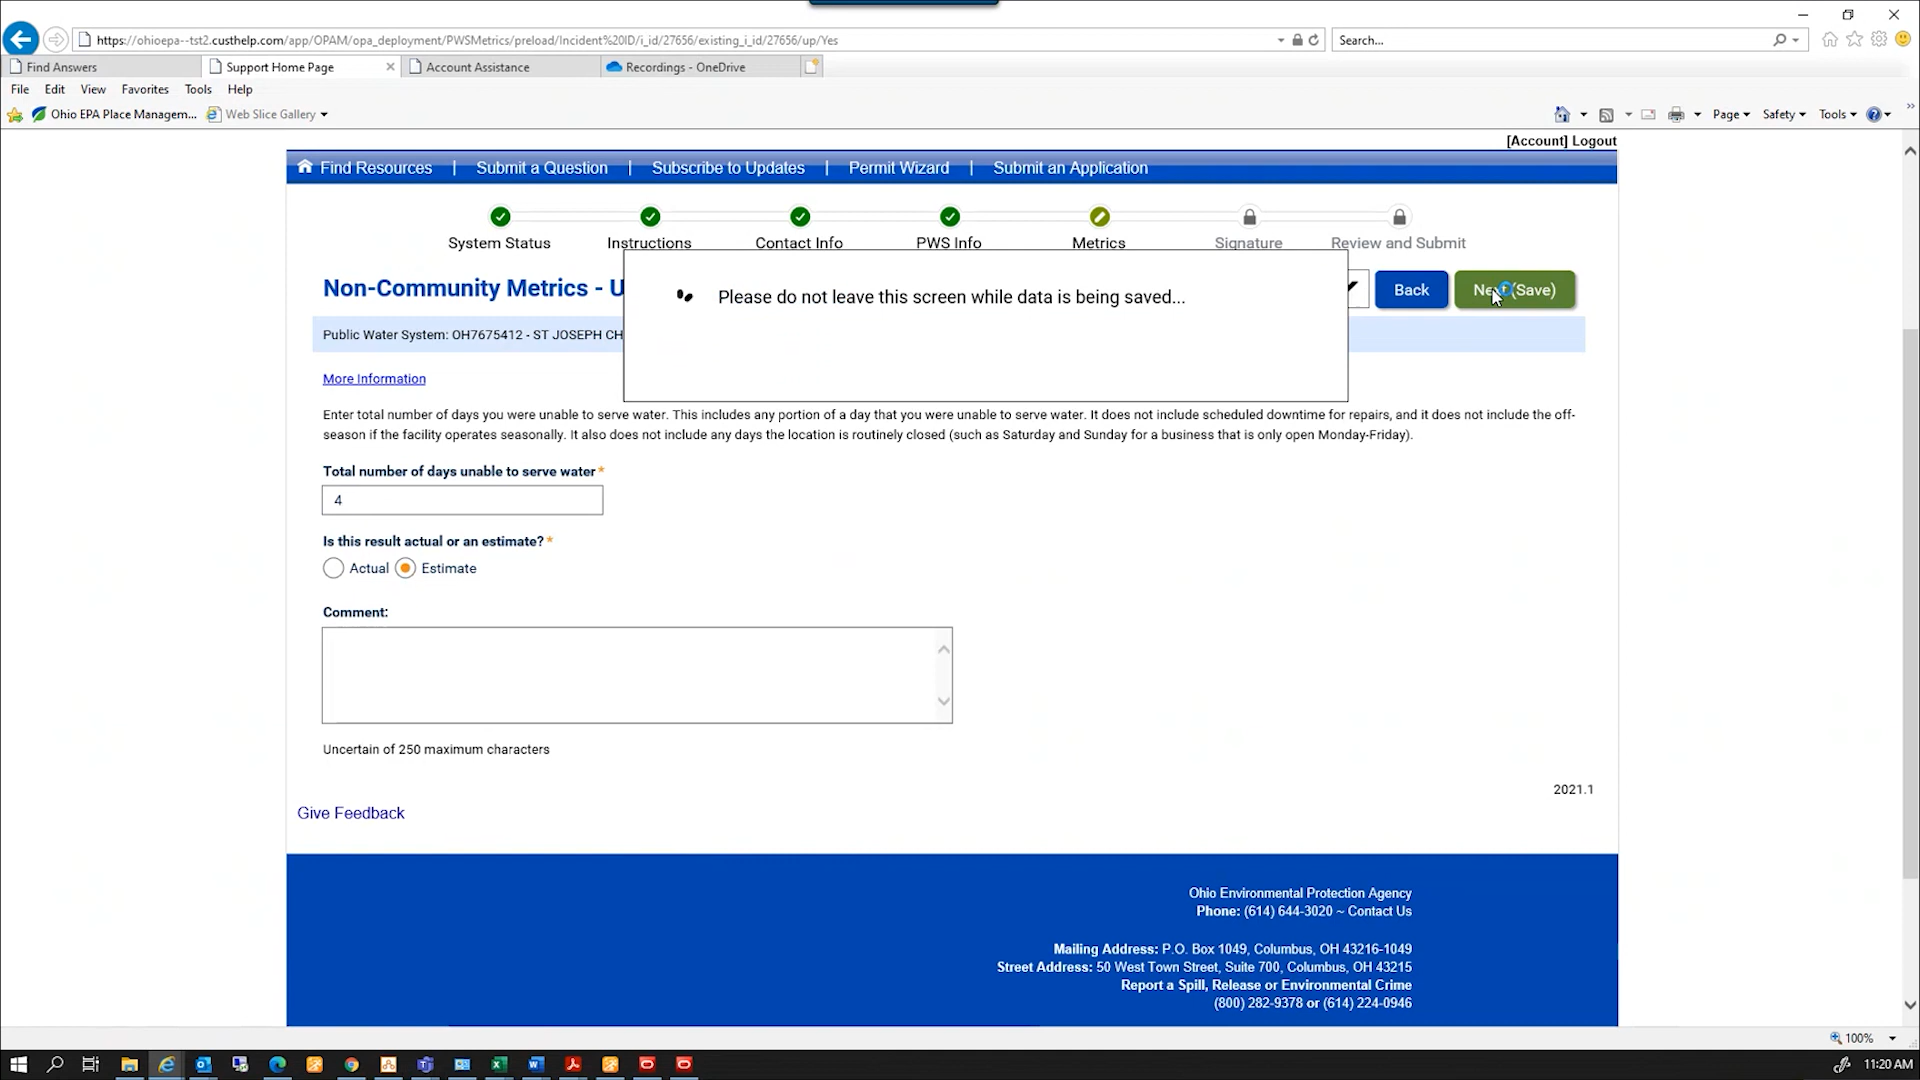 https://ohioepa--tst2.custhelp.com/app/OPAM/opa_deployment/PWSMetrics/preload/Incident%20ID/i_id/27656/existing_i_id/27656/up/Yes
Search...
Find Answers
Support Home Page
Account Assistance
Recordings - OneDrive
File Edit View Favorites Tools Help
Ohio EPA Place Managem...
Web Slice Gallery
Page Safety Tools
[Account] Logout
Find Resources | Submit a Question | Subscribe to Updates | Permit Wizard | Submit an Application
System Status Instructions Contact Info PWS Info Metrics Signature Review and Submit
Non-Community Metrics - U
Please do not leave this screen while data is being saved...
Back
Next (Save)
Public Water System: OH7675412 - ST JOSEPH CH
More Information
Enter total number of days you were unable to serve water. This includes any portion of a day that you were unable to serve water. It does not include scheduled downtime for repairs, and it does not include the off-
season if the facility operates seasonally. It also does not include any days the location is routinely closed (such as Saturday and Sunday for a business that is only open Monday-Friday).
Total number of days unable to serve water*
4
Is this result actual or an estimate?*
Actual Estimate
Comment:
Uncertain of 250 maximum characters
2021.1
Give Feedback
Ohio Environmental Protection Agency
Phone: (614) 644-3020 ~ Contact Us
Mailing Address: P.O. Box 1049, Columbus, OH 43216-1049
Street Address: 50 West Town Street, Suite 700, Columbus, OH 43215
Report a Spill, Release or Environmental Crime
(800) 282-9378 or (614) 224-0946
100%
11:20 AM